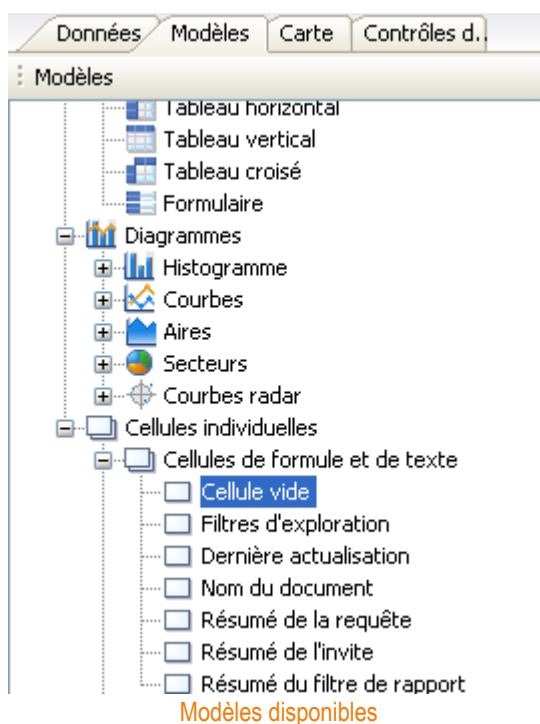 Données Modèles Carte Contrôles d..
Modèles
Tableau horizontal
Tableau vertical
Tableau croisé
Formulaire
Diagrammes
Histogramme
Courbes
Aires
Secteurs
Courbes radar
Cellules individuelles
Cellules de formule et de texte
Cellule vide
Filtres d'exploration
Dernière actualisation
Nom du document
Résumé de la requête
Résumé de l'invite
Résumé du filtre de rapport
Modèles disponibles